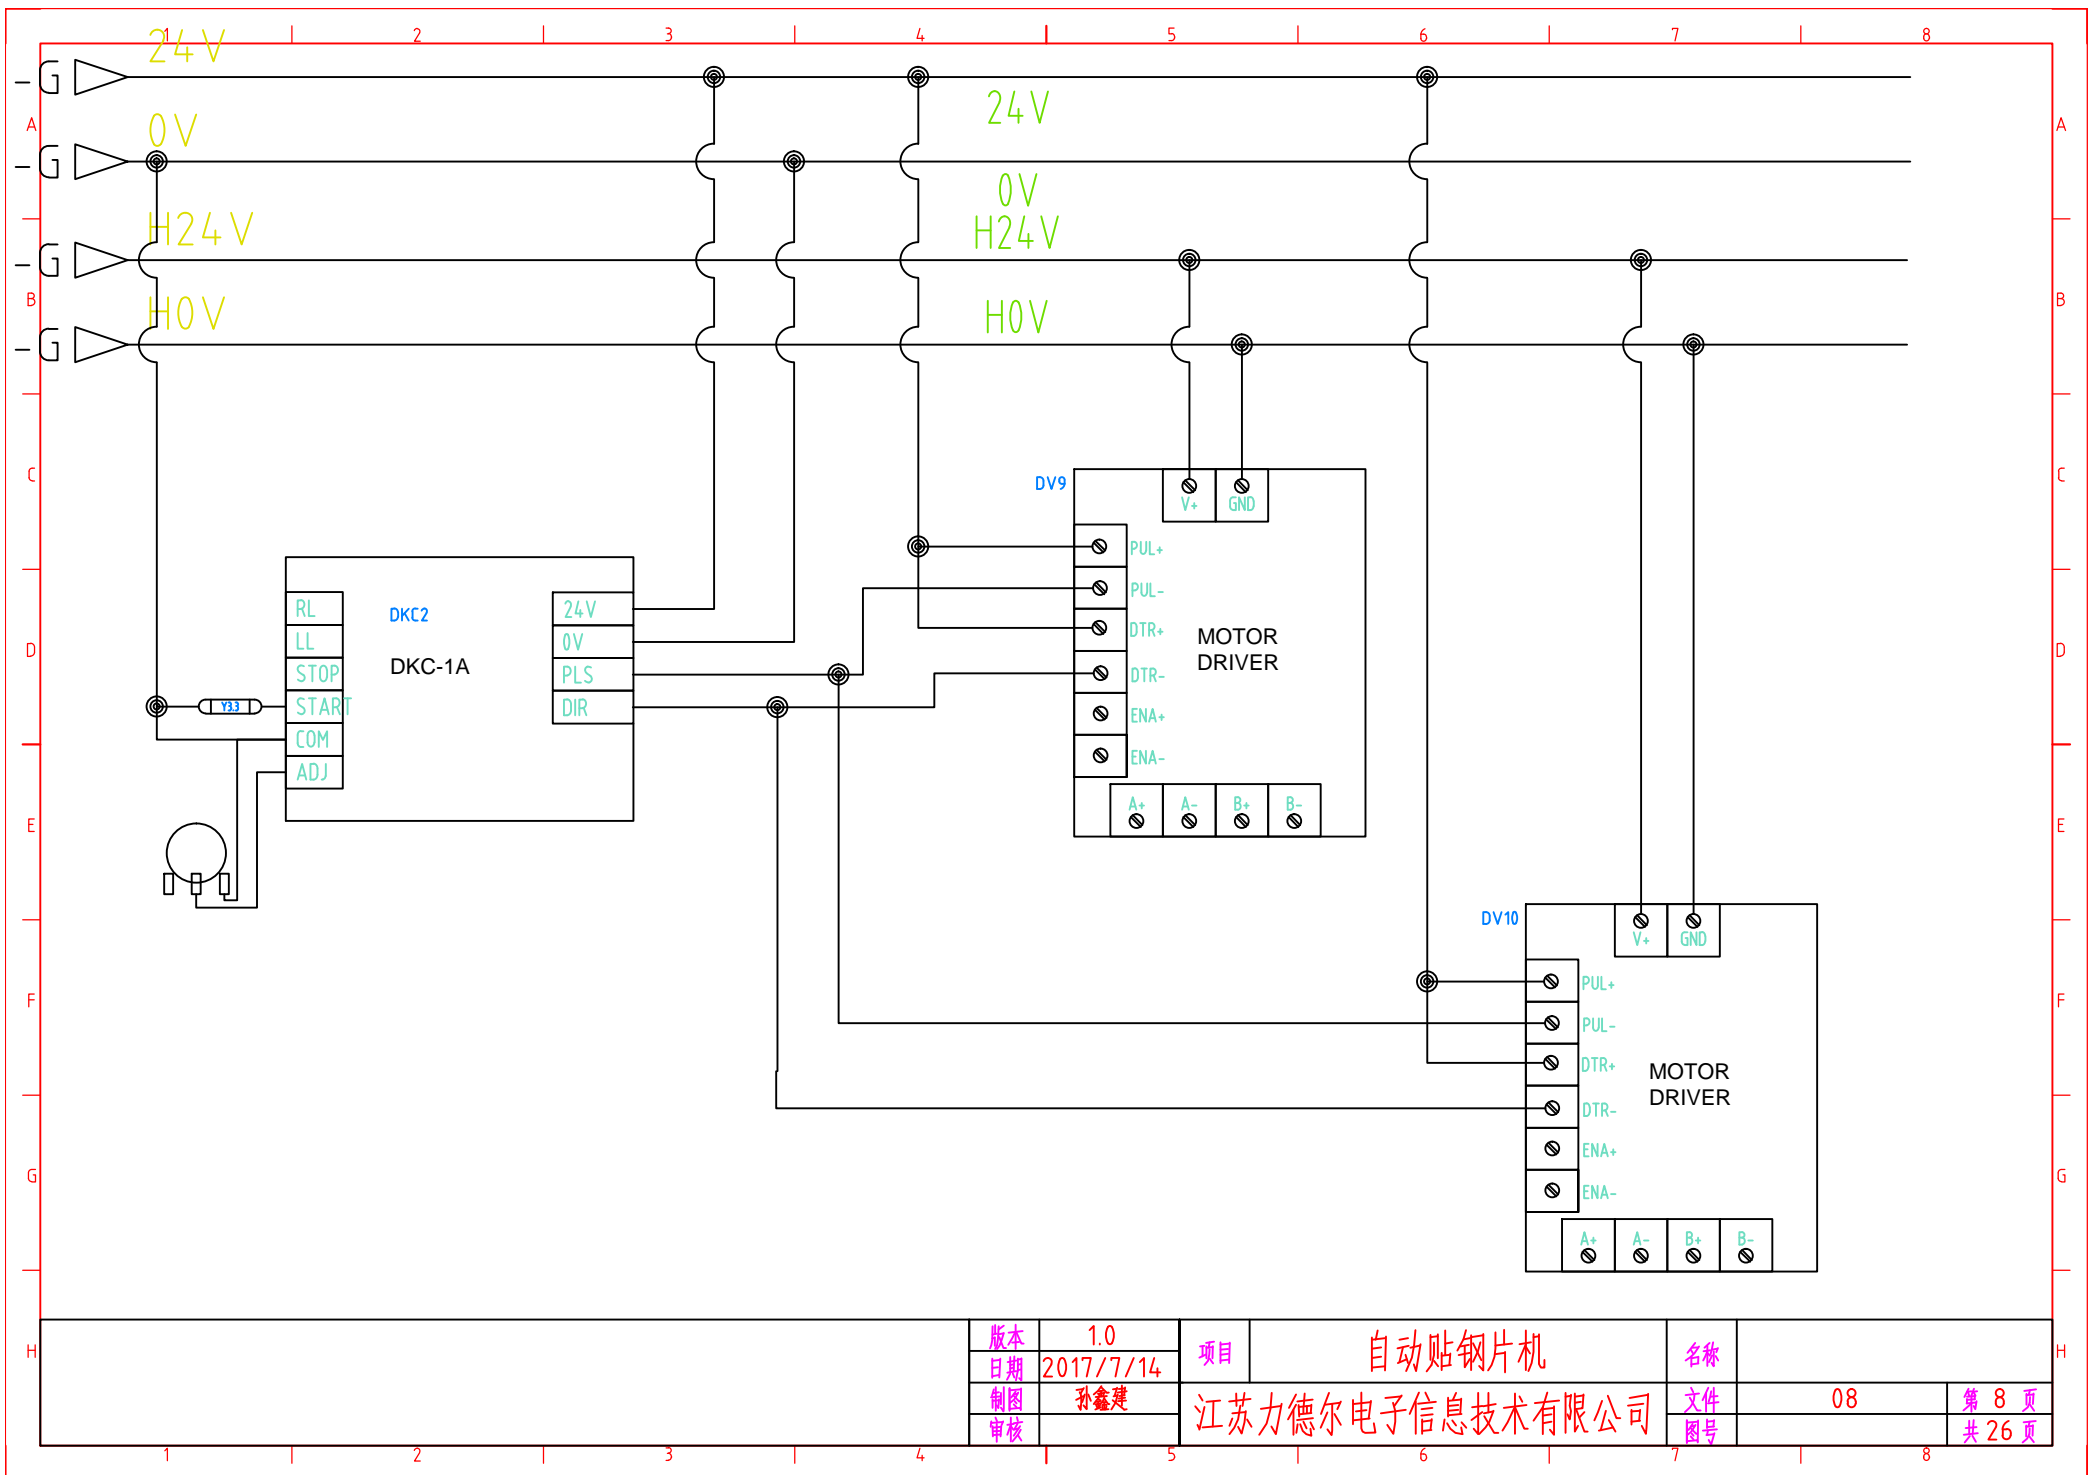 1 2 3 4 5 6 7 8
24V
-G
24V
A A
0V
-G
0V
H24V
H24V
-G
B B
H0V
H0V
-G
C C
DV9
V+ GND
PUL+
PUL-
DTR+
DTR-
ENA+
ENA-
MOTOR
DRIVER
A+ A- B+ B-
D D
RL
LL
STOP
START
COM
ADJ
DKC2
DKC-1A
24V
0V
PLS
DIR
Y3.3
E E
DV10
V+ GND
F F
PUL+
PUL-
DTR+
DTR-
ENA+
ENA-
MOTOR
DRIVER
G G
A+ A- B+ B-
H H
版本 1.0
日期 2017/7/14
制图 孙鑫建
审核
项目 自动贴钢片机
江苏力德尔电子信息技术有限公司
名称
文件 08
图号
第 8 页
共 26 页
1 2 3 4 5 6 7 8